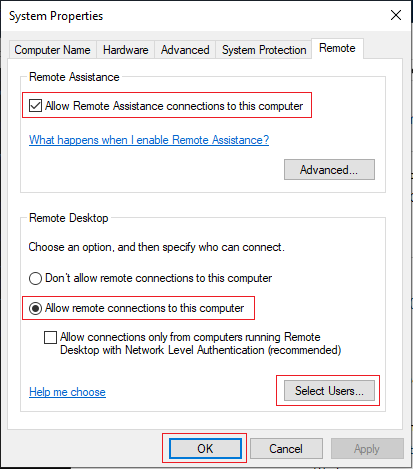 System Properties
Computer Name Hardware Advanced System Protection Remote
Remote Assistance
Allow Remote Assistance connections to this computer
What happens when I enable Remote Assistance?
Advanced...
Remote Desktop
Choose an option, and then specify who can connect.
Don't allow remote connections to this computer
Allow remote connections to this computer
Allow connections only from computers running Remote
Desktop with Network Level Authentication (recommended)
Help me choose
Select Users...
OK Cancel Apply